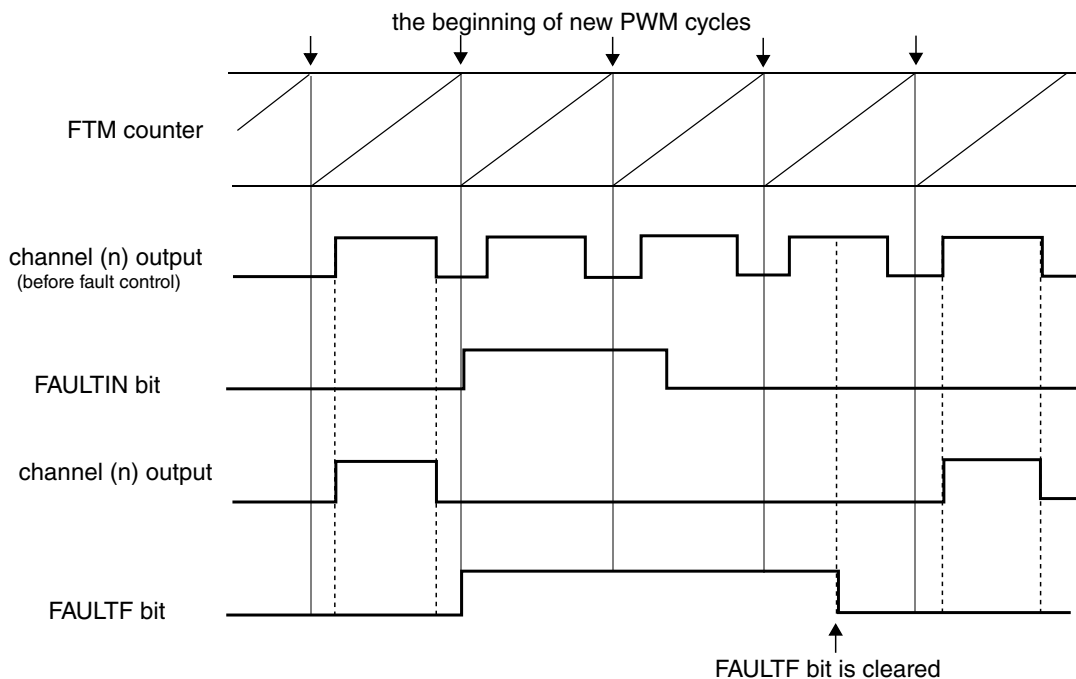 the beginning of new PWM cycles
FTM counter
channel (n) output
(before fault control)
FAULTIN bit
channel (n) output
FAULTF bit
FAULTF bit is cleared